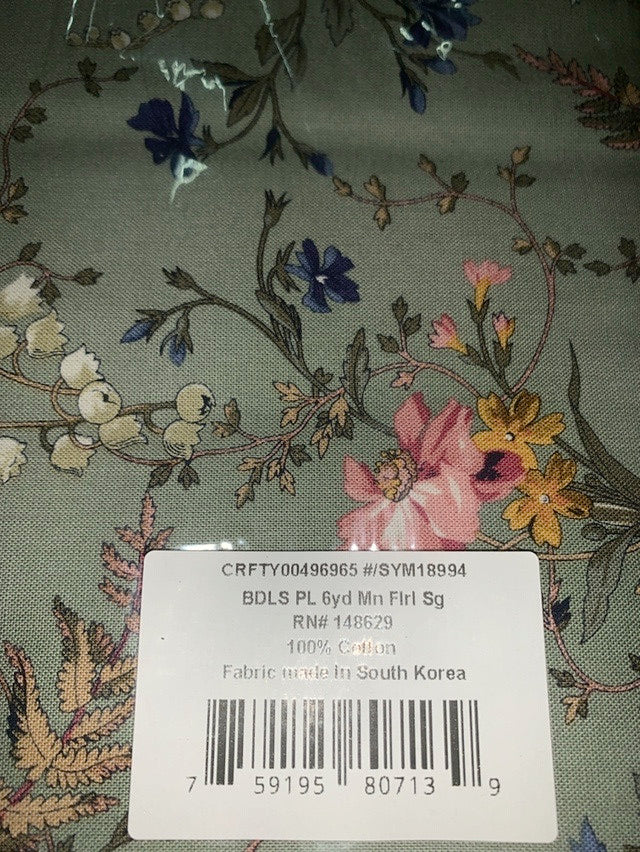 CRFTY00496965 #/SYM18994
BDLS PL 6yd Mn Flrl Sg
RN# 148629
100% Cotton
Fabric made in South Korea
7 59195 80713 9